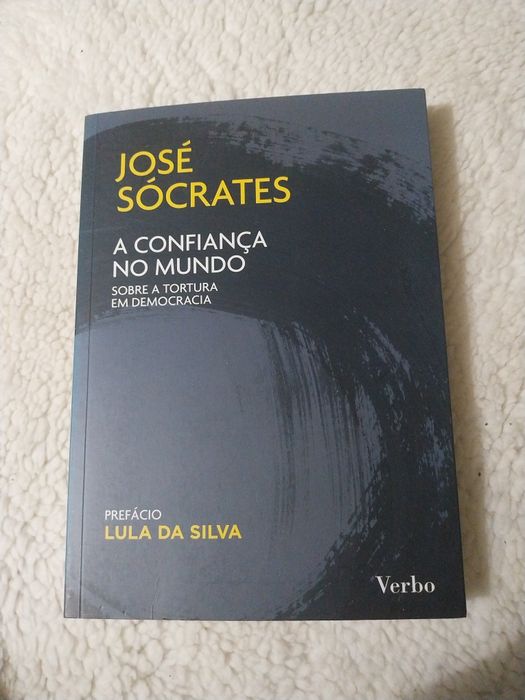 JOSÉ
SÓCRATES
A CONFIANÇA
NO MUNDO
SOBRE A TORTURA
EM DEMOCRACIA
PREFÁCIO
LULA DA SILVA
Verbo